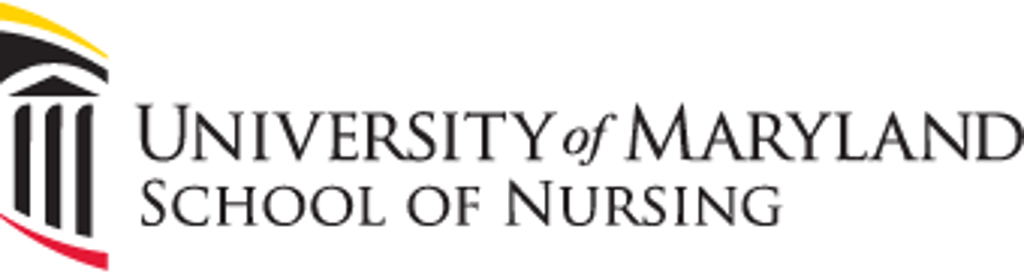 UNIVERSITY of MARYLAND
SCHOOL OF NURSING